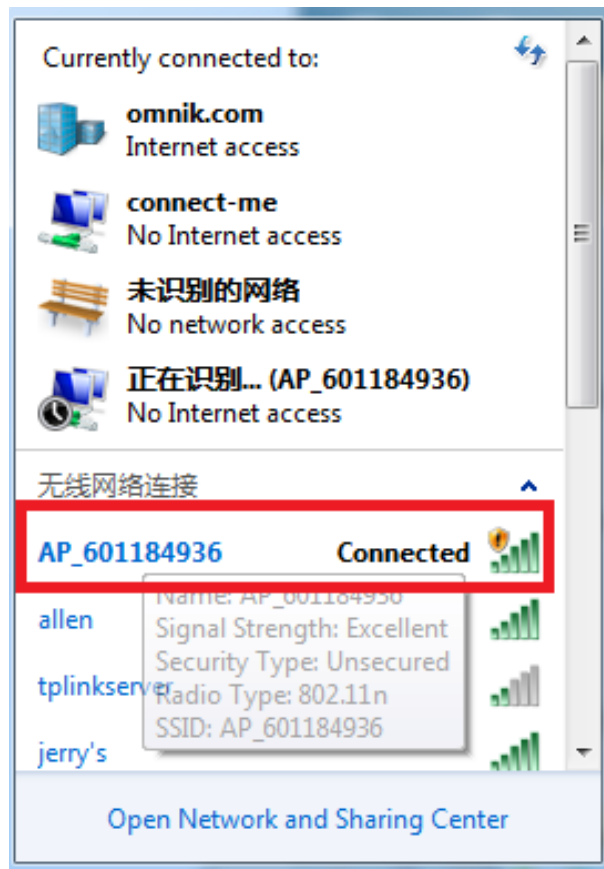 Currently connected to:
omnik.com
Internet access
connect-me
No Internet access
未识别的网络
No network access
正在识别... (AP_601184936)
No Internet access
无线网络连接
AP_601184936 Connected
Name: AP_601184936
allen
Signal Strength: Excellent
Security Type: Unsecured
tplinkserver
Radio Type: 802.11n
SSID: AP_601184936
jerry's
Open Network and Sharing Center